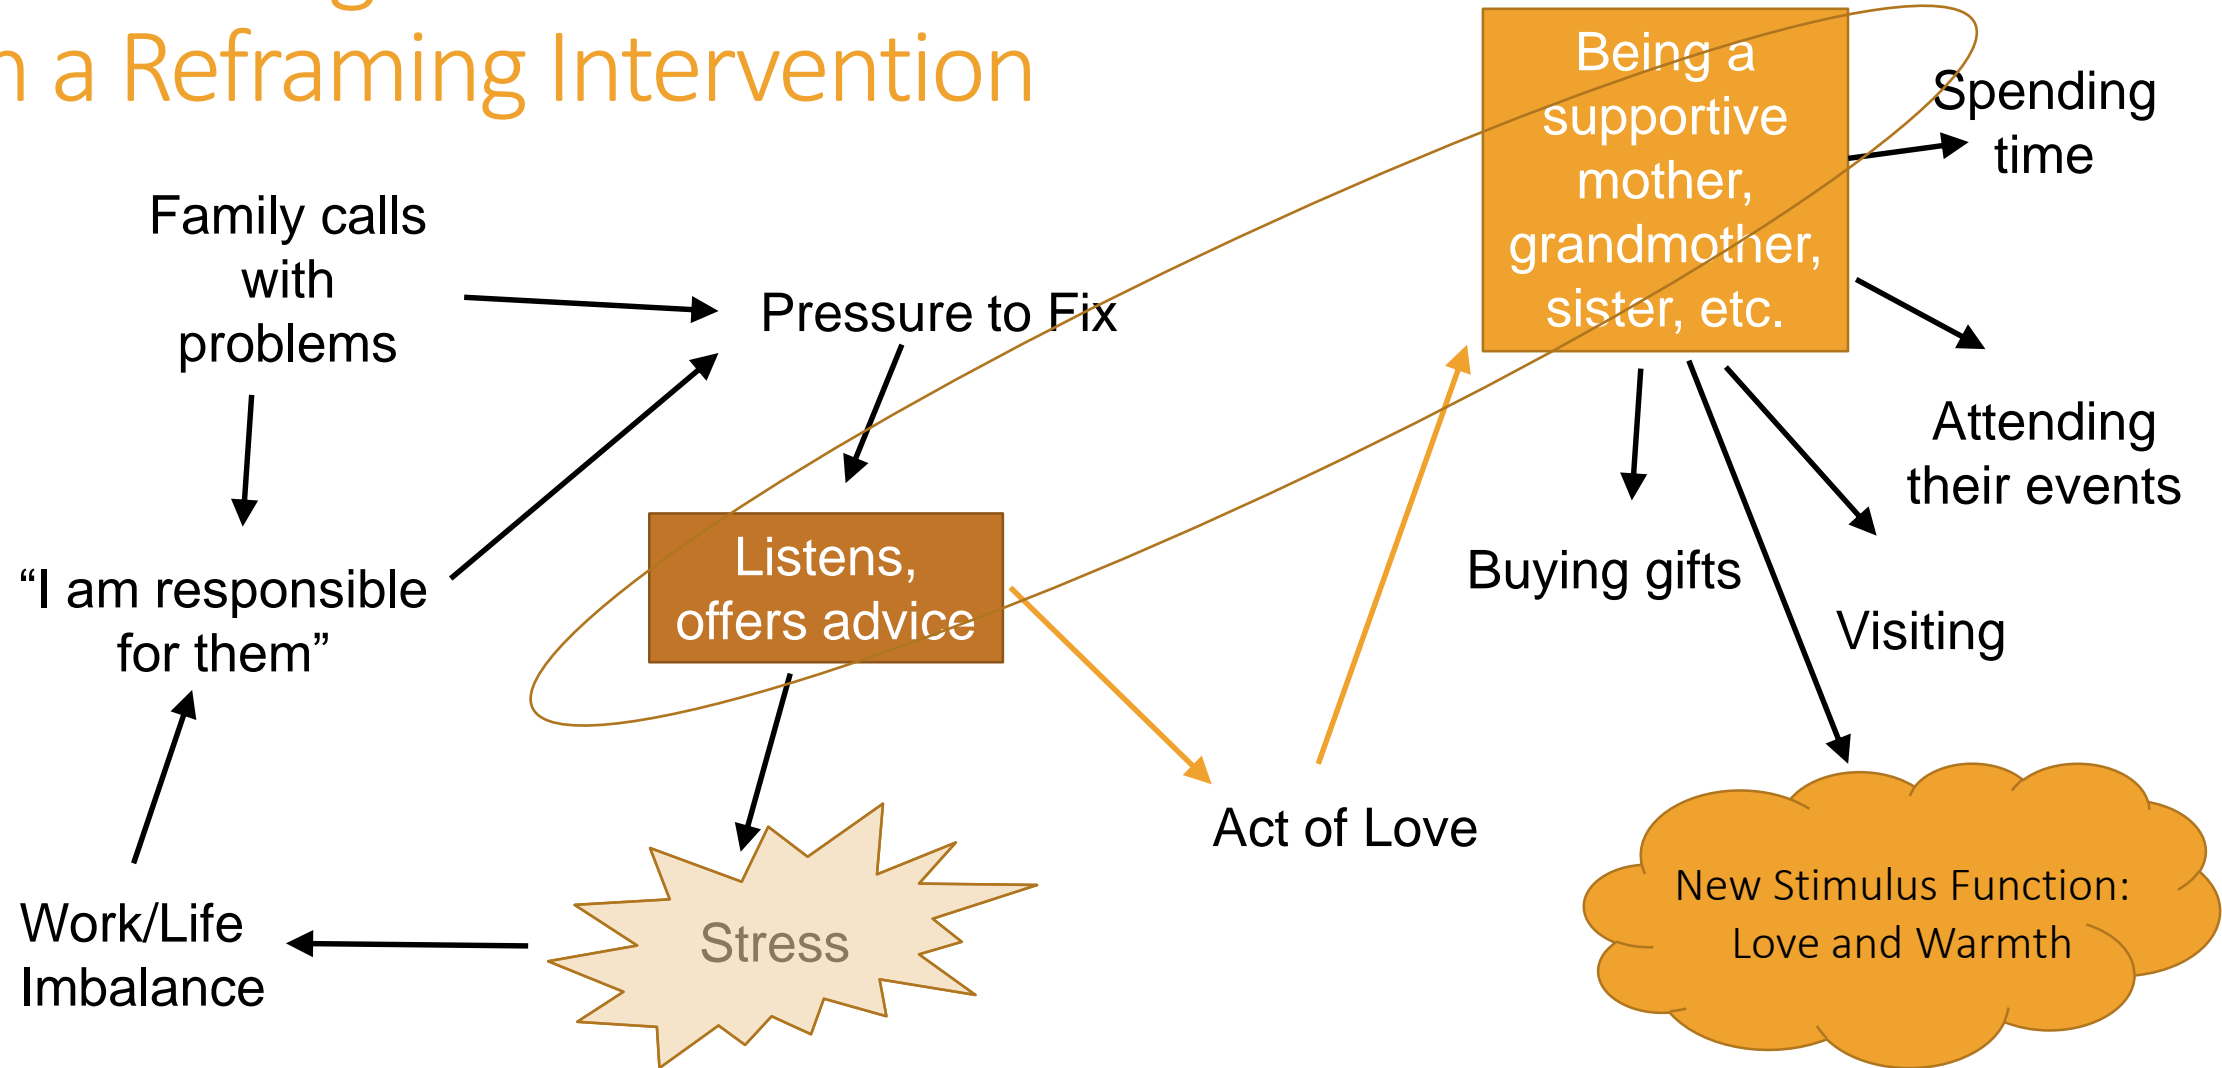 a Reframing Intervention
Family calls
with
problems
Pressure to Fix
“I am responsible
for them”
Listens,
offers advice
Work/Life
Imbalance
Stress
Act of Love
Being a
supportive
mother,
grandmother,
sister, etc.
Spending
time
Attending
their events
Buying gifts
Visiting
New Stimulus Function:
Love and Warmth